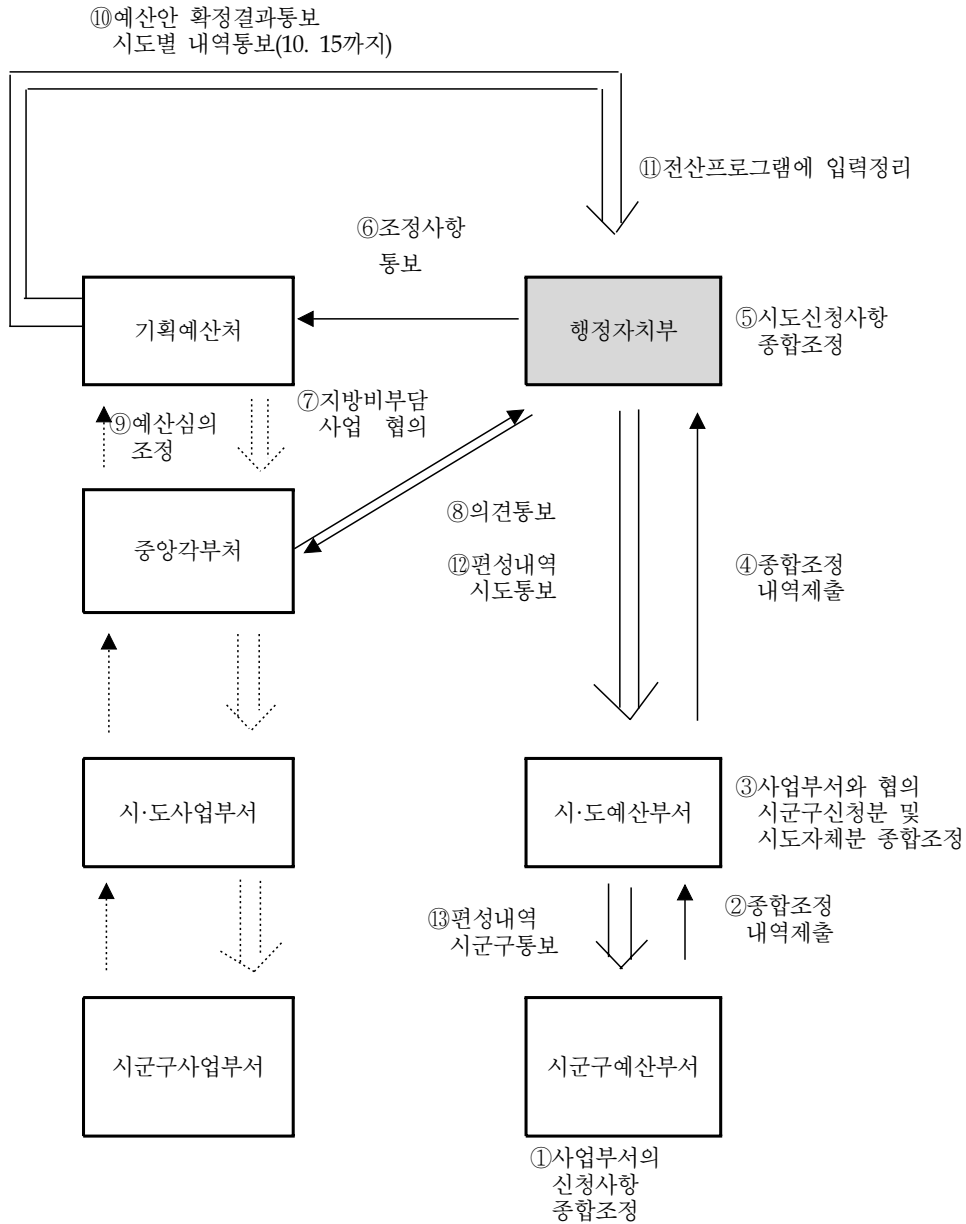 ⑩예산안 확정결과통보
시도별 내역통보(10. 15까지)
⑪전산프로그램에 입력정리
⑥조정사항
통보
기획예산처
행정자치부
⑤시도신청사항
종합조정
⑦지방비부담
사업 협의
⑨예산심의
조정
중앙각부처
⑧의견통보
⑫편성내역
시도통보
④종합조정
내역제출
시·도사업부서
시·도예산부서
③사업부서와 협의
시군구신청분 및
시도자체분 종합조정
⑬편성내역
시군구통보
②종합조정
내역제출
시군구사업부서
시군구예산부서
①사업부서의
신청사항
종합조정